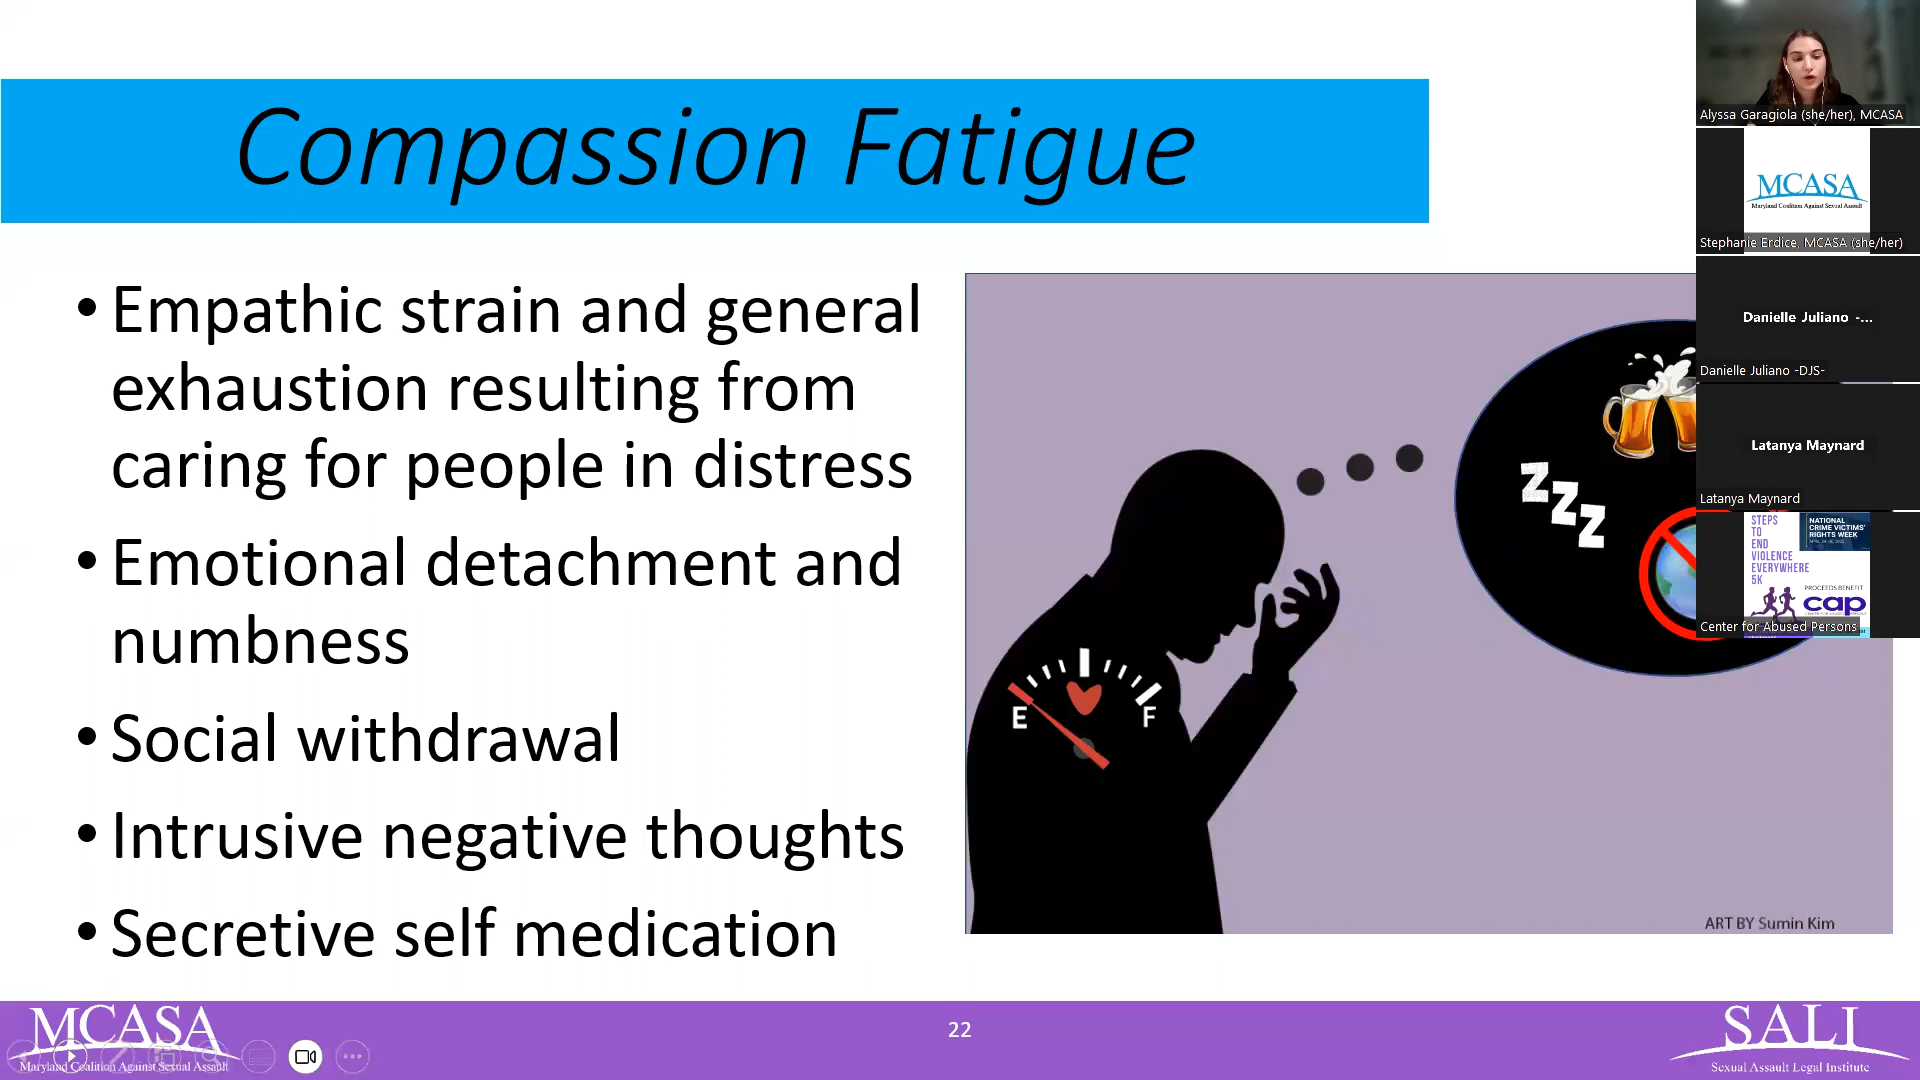 Compassion Fatigue
• Empathic strain and general
exhaustion resulting from
caring for people in distress
• Emotional detachment and
numbness
• Social withdrawal
• Intrusive negative thoughts
• Secretive self medication
E F
zzz
ART BY Sumin Kim
Alyssa Garagiola (she/her), MCASA
MCASA
Maryland Coalition Against Sexual Assault
Stephanie Erdice, MCASA (she/her)
Danielle Juliano -...
Danielle Juliano -DJS-
Latanya Maynard
Latanya Maynard
STEPS
TO
END
VIOLENCE
EVERYWHERE
5K
NATIONAL
CRIME VICTIMS'
RIGHTS WEEK
PROCEEDS BENEFIT
cap
Center for Abused Persons
MCASA
Maryland Coalition Against Sexual Assault
22
SALI
Sexual Assault Legal Institute